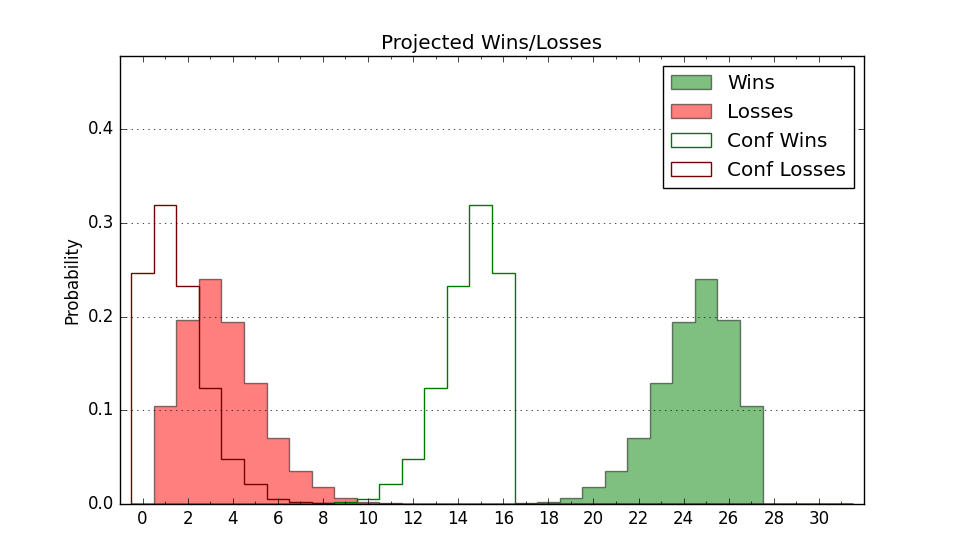 Projected Wins/Losses
Wins
Losses
Conf Wins
Conf Losses
Probability
0.4
0.3
0.2
0.1
0.0
0 2 4 6 8 10 12 14 16 18 20 22 24 26 28 30